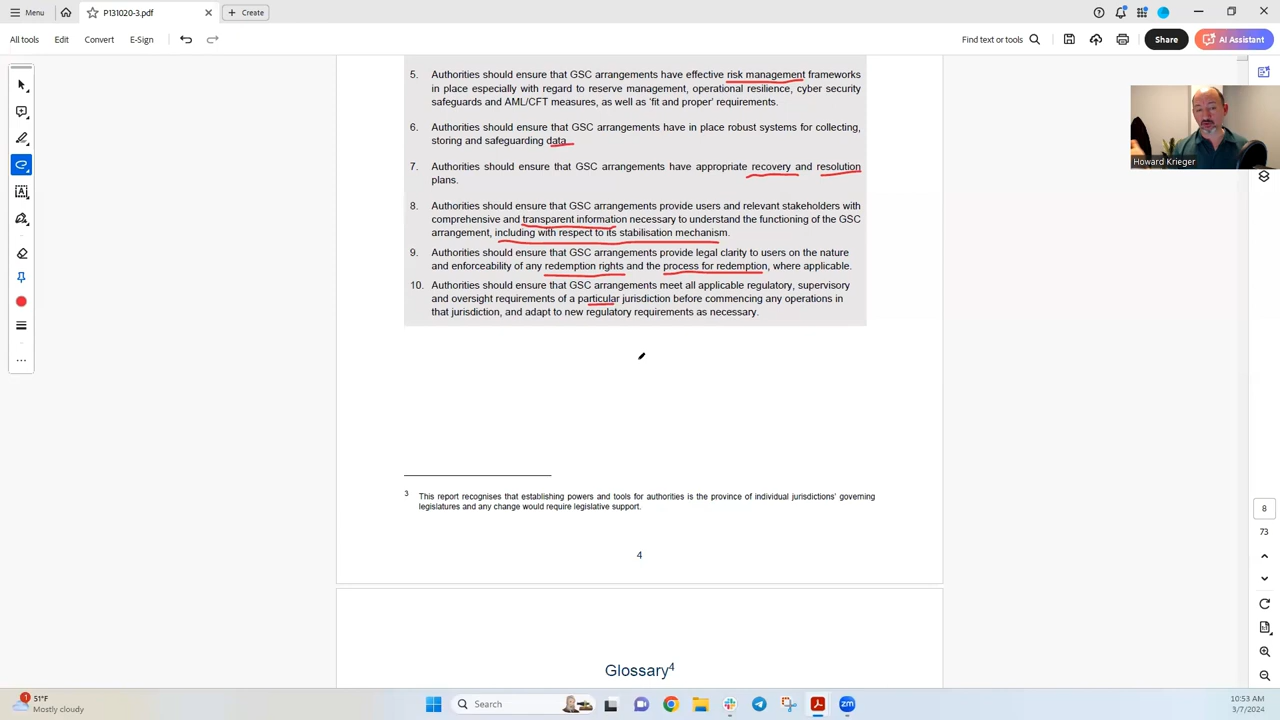 Menu
P131020-3.pdf
Create
All tools
Edit
Convert
E-Sign
Find text or tools
Share
AI Assistant
5. Authorities should ensure that GSC arrangements have effective risk management frameworks
in place especially with regard to reserve management, operational resilience, cyber security
safeguards and AML/CFT measures, as well as 'fit and proper' requirements.
6. Authorities should ensure that GSC arrangements have in place robust systems for collecting,
storing and safeguarding data.
7. Authorities should ensure that GSC arrangements have appropriate recovery and resolution
plans.
8. Authorities should ensure that GSC arrangements provide users and relevant stakeholders with
comprehensive and transparent information necessary to understand the functioning of the GSC
arrangement, including with respect to its stabilisation mechanism.
9. Authorities should ensure that GSC arrangements provide legal clarity to users on the nature
and enforceability of any redemption rights and the process for redemption, where applicable.
10. Authorities should ensure that GSC arrangements meet all applicable regulatory, supervisory
and oversight requirements of a particular jurisdiction before commencing any operations in
that jurisdiction, and adapt to new regulatory requirements as necessary.
Howard Krieger
3 This report recognises that establishing powers and tools for authorities is the province of individual jurisdictions' governing
legislatures and any change would require legislative support.
4
Glossary4
8
73
1
51°F
Mostly cloudy
Search
zm
10:53 AM
3/7/2024